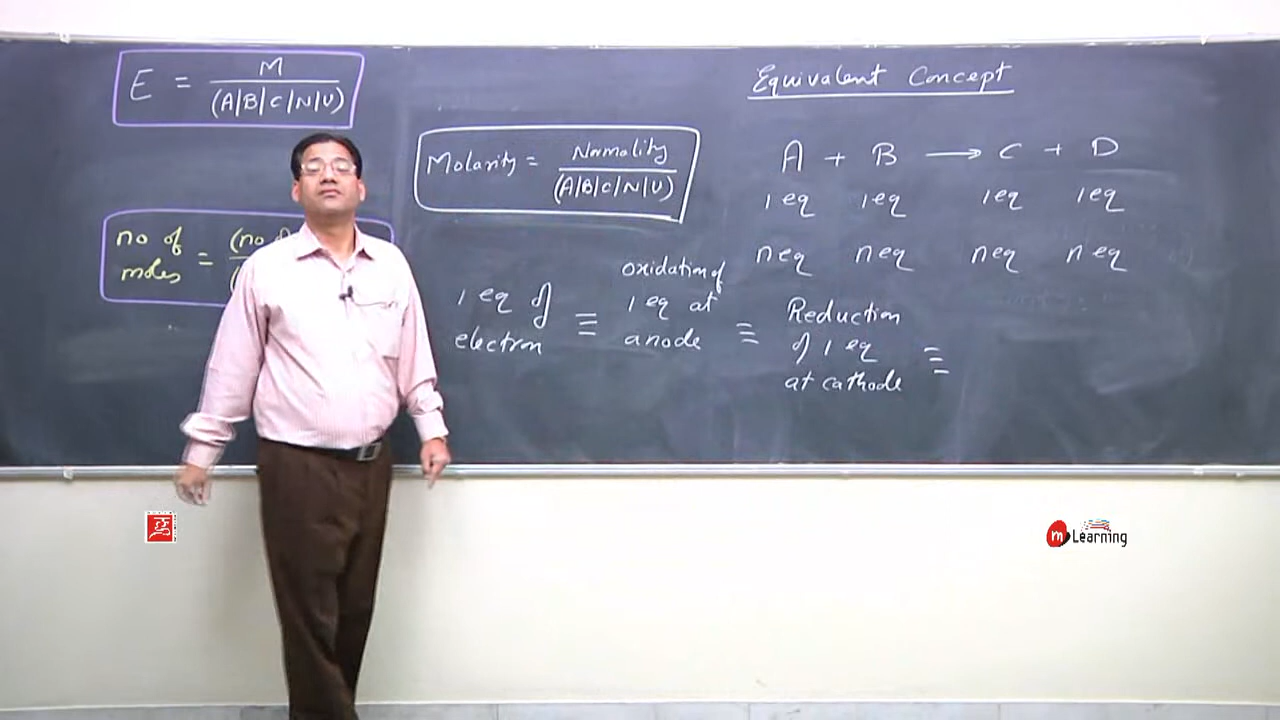 E = M / (A|B|C|N|U)
no of moles = (no
Molarity = Normality / (A|B|C|N|U)
Equivalent Concept
A + B → C + D
1 eq 1 eq 1 eq 1 eq
n eq n eq n eq n eq
1 eq of
electron
≡
oxidation of
1 eq at
anode
≡
Reduction
of 1 eq
at cathode
≡
m Learning